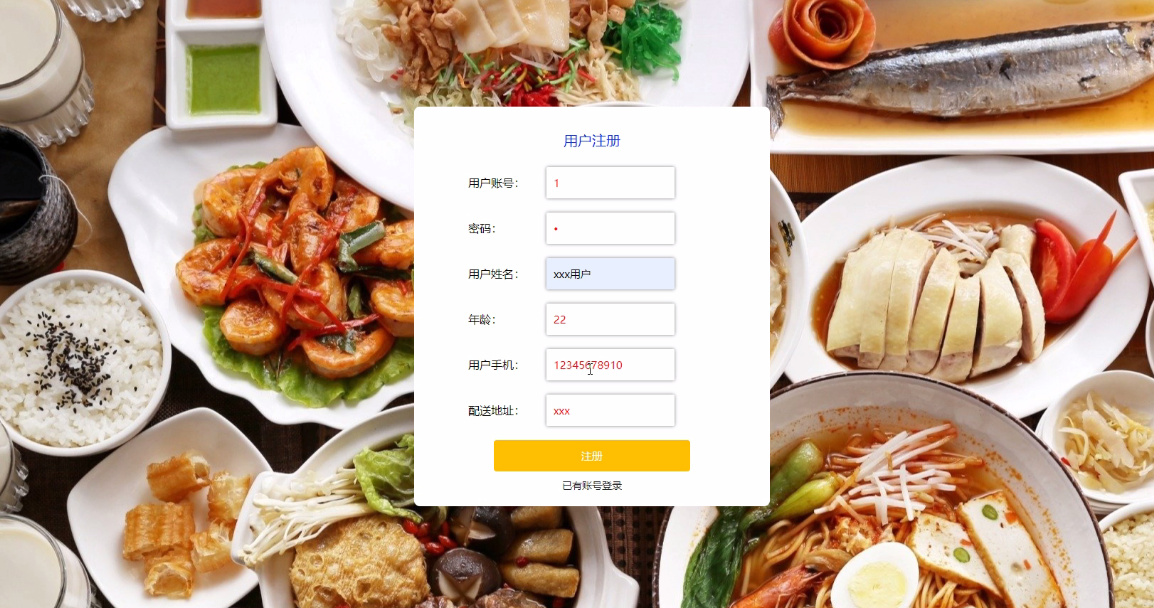 用户注册
用户账号： 1
密码： •
用户姓名： xxx用户
年龄： 22
用户手机： 12345678910
配送地址： xxx
注册
已有账号登录